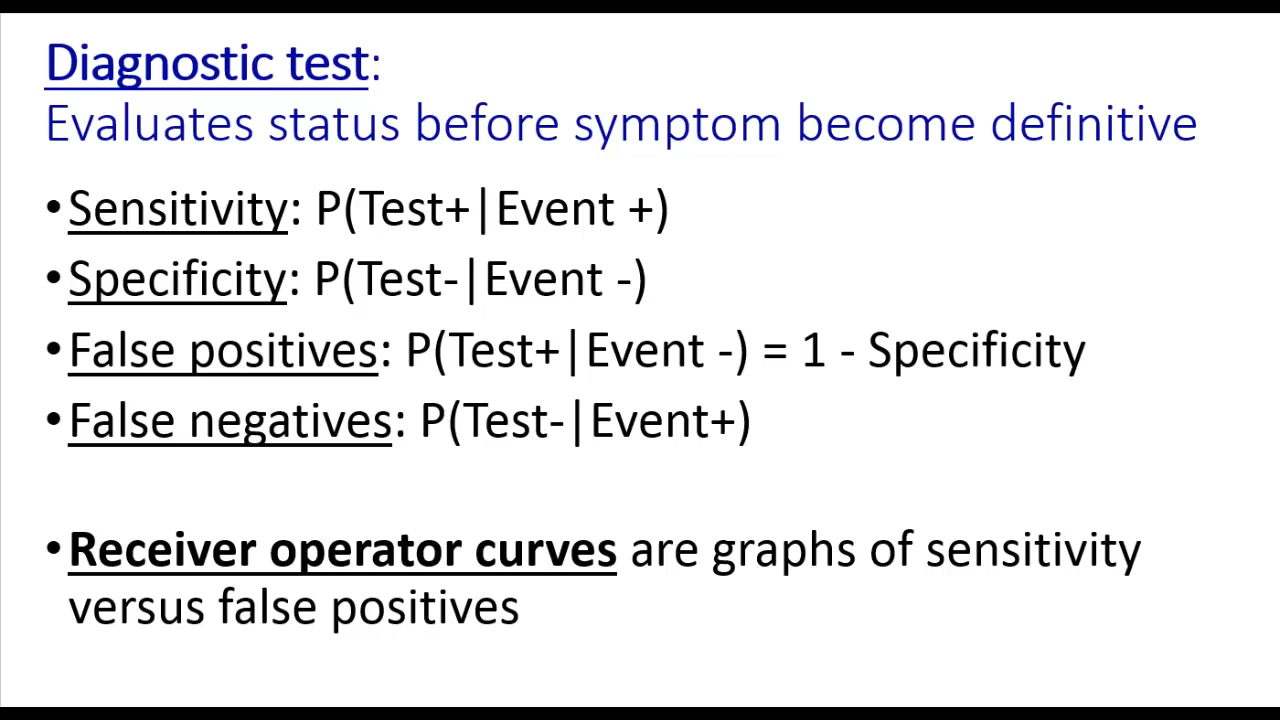 Diagnostic test:
Evaluates status before symptom become definitive
•Sensitivity: P(Test+|Event +)
•Specificity: P(Test-|Event -)
•False positives: P(Test+|Event -) = 1 - Specificity
•False negatives: P(Test-|Event+)
•Receiver operator curves are graphs of sensitivity
versus false positives